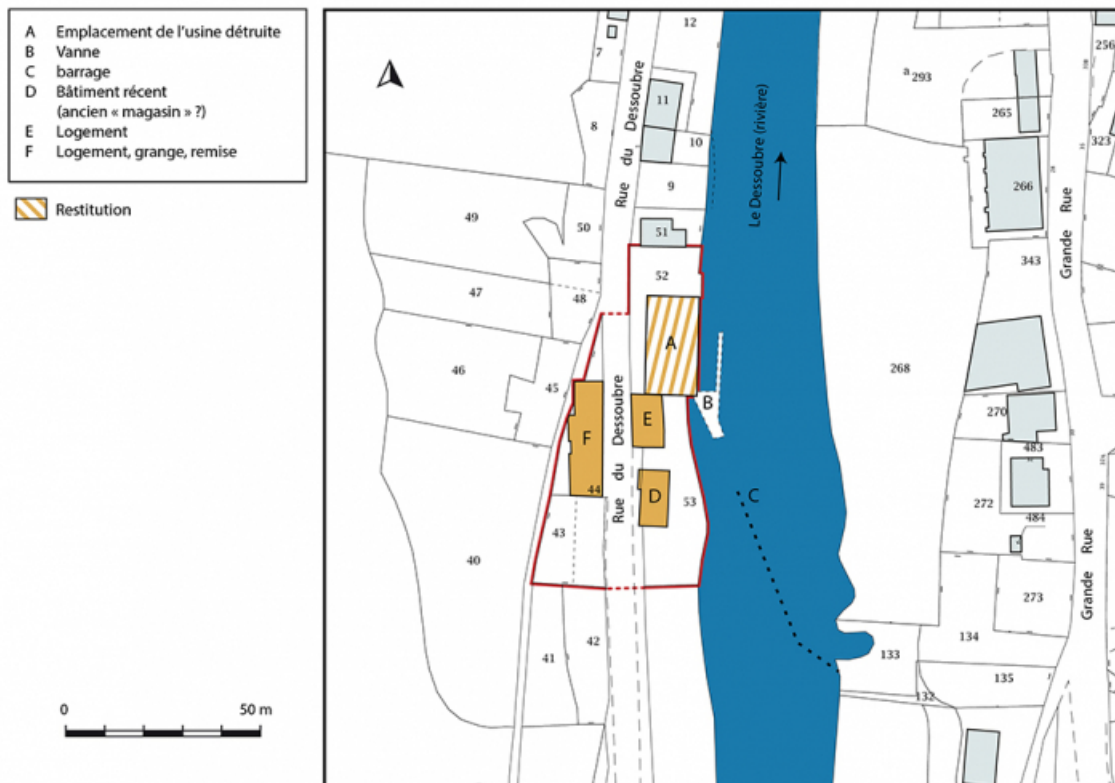 A Emplacement de l'usine détruite
B Vanne
C barrage
D Bâtiment récent
(ancien « magasin » ?)
E Logement
F Logement, grange, remise
Restitution
0 50 m
12
7
11
8
10
9
Rue du Dessoubre
Le Dessoubre (rivière)
a 293
256
265
323
266
Grande Rue
343
49
50
51
52
47
48
A
46
45
268
B
270
E
F
Rue du Dessoubre
483
44
D
53
C
272
484
43
40
Grande Rue
273
42
41
134
133
135
132